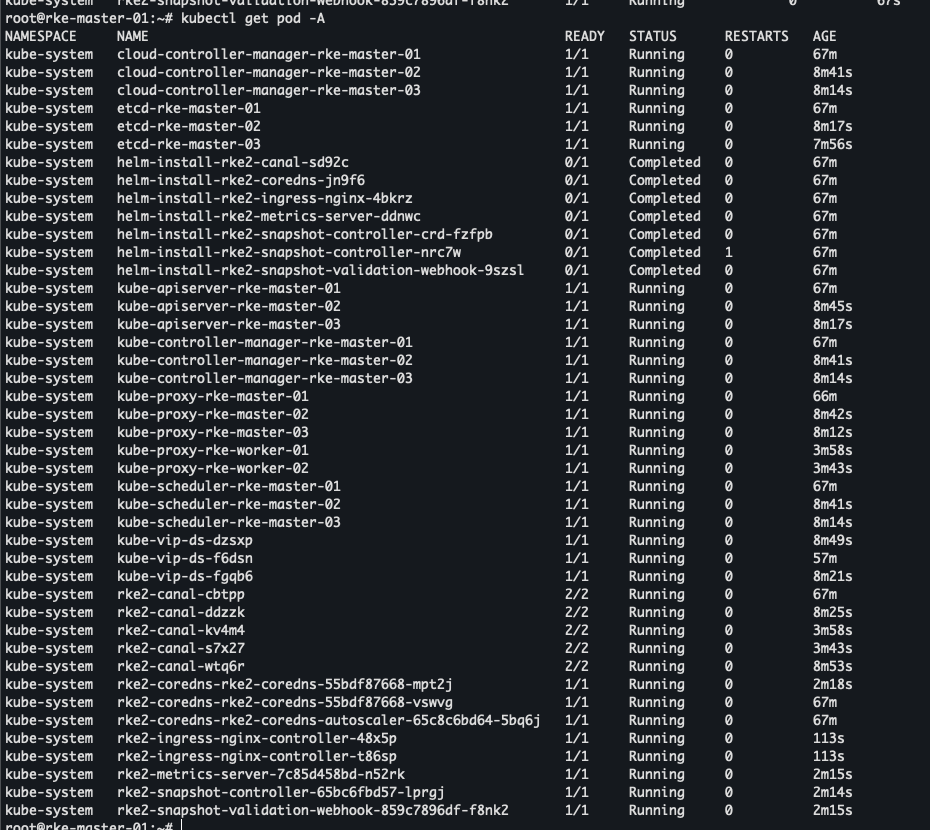 kube-system   rke2-snapshot-validation-webhook-859c7896df-f8nk2   1/1   Running   0   67s
root@rke-master-01:~# kubectl get pod -A
NAMESPACE     NAME                                                    READY   STATUS      RESTARTS   AGE
kube-system   cloud-controller-manager-rke-master-01                  1/1     Running     0          67m
kube-system   cloud-controller-manager-rke-master-02                  1/1     Running     0          8m41s
kube-system   cloud-controller-manager-rke-master-03                  1/1     Running     0          8m14s
kube-system   etcd-rke-master-01                                      1/1     Running     0          67m
kube-system   etcd-rke-master-02                                      1/1     Running     0          8m17s
kube-system   etcd-rke-master-03                                      1/1     Running     0          7m56s
kube-system   helm-install-rke2-canal-sd92c                           0/1     Completed   0          67m
kube-system   helm-install-rke2-coredns-jn9f6                         0/1     Completed   0          67m
kube-system   helm-install-rke2-ingress-nginx-4bkrz                   0/1     Completed   0          67m
kube-system   helm-install-rke2-metrics-server-ddnwc                  0/1     Completed   0          67m
kube-system   helm-install-rke2-snapshot-controller-crd-fzfpb         0/1     Completed   0          67m
kube-system   helm-install-rke2-snapshot-controller-nrc7w             0/1     Completed   1          67m
kube-system   helm-install-rke2-snapshot-validation-webhook-9szsl     0/1     Completed   0          67m
kube-system   kube-apiserver-rke-master-01                            1/1     Running     0          67m
kube-system   kube-apiserver-rke-master-02                            1/1     Running     0          8m45s
kube-system   kube-apiserver-rke-master-03                            1/1     Running     0          8m17s
kube-system   kube-controller-manager-rke-master-01                   1/1     Running     0          67m
kube-system   kube-controller-manager-rke-master-02                   1/1     Running     0          8m41s
kube-system   kube-controller-manager-rke-master-03                   1/1     Running     0          8m14s
kube-system   kube-proxy-rke-master-01                                1/1     Running     0          66m
kube-system   kube-proxy-rke-master-02                                1/1     Running     0          8m42s
kube-system   kube-proxy-rke-master-03                                1/1     Running     0          8m12s
kube-system   kube-proxy-rke-worker-01                                1/1     Running     0          3m58s
kube-system   kube-proxy-rke-worker-02                                1/1     Running     0          3m43s
kube-system   kube-scheduler-rke-master-01                            1/1     Running     0          67m
kube-system   kube-scheduler-rke-master-02                            1/1     Running     0          8m41s
kube-system   kube-scheduler-rke-master-03                            1/1     Running     0          8m14s
kube-system   kube-vip-ds-dzsxp                                       1/1     Running     0          8m49s
kube-system   kube-vip-ds-f6dsn                                       1/1     Running     0          57m
kube-system   kube-vip-ds-fgqb6                                       1/1     Running     0          8m21s
kube-system   rke2-canal-cbtpp                                        2/2     Running     0          67m
kube-system   rke2-canal-ddzzk                                        2/2     Running     0          8m25s
kube-system   rke2-canal-kv4m4                                        2/2     Running     0          3m58s
kube-system   rke2-canal-s7x27                                        2/2     Running     0          3m43s
kube-system   rke2-canal-wtq6r                                        2/2     Running     0          8m53s
kube-system   rke2-coredns-rke2-coredns-55bdf87668-mpt2j              1/1     Running     0          2m18s
kube-system   rke2-coredns-rke2-coredns-55bdf87668-vswvg              1/1     Running     0          67m
kube-system   rke2-coredns-rke2-coredns-autoscaler-65c8c6bd64-5bq6j   1/1     Running     0          67m
kube-system   rke2-ingress-nginx-controller-48x5p                     1/1     Running     0          113s
kube-system   rke2-ingress-nginx-controller-t86sp                     1/1     Running     0          113s
kube-system   rke2-metrics-server-7c85d458bd-n52rk                    1/1     Running     0          2m15s
kube-system   rke2-snapshot-controller-65bc6fbd57-lprgj               1/1     Running     0          2m14s
kube-system   rke2-snapshot-validation-webhook-859c7896df-f8nk2       1/1     Running     0          2m15s
root@rke-master-01:~#